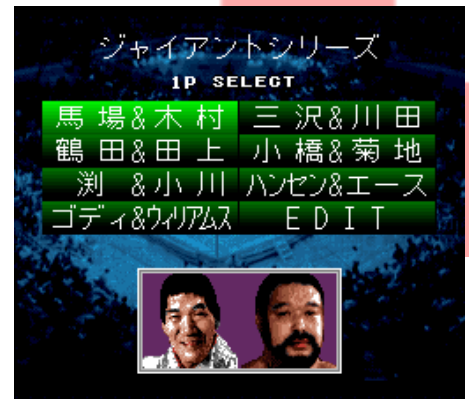 ジャイアントシリーズ
1P SELECT
馬場&木村 三沢&川田
鶴田&田上 小橋&菊地
渕 &小川 ハンセン&エース
ゴディ&ウィリアムス EDIT